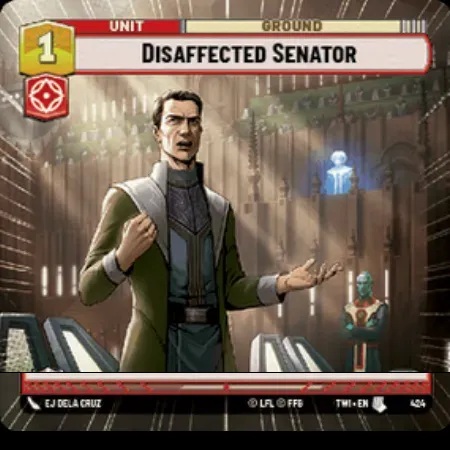 UNIT GROUND
1 DISAFFECTED SENATOR
EJ DELA CRUZ © LFL © FFG TWI • EN 424